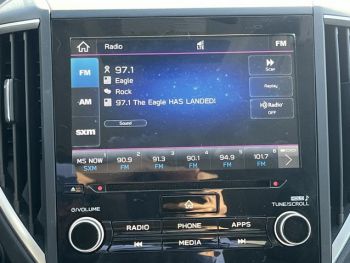 Radio FM
FM 97.1 Scan
Eagle
AM Rock Replay
97.1 The Eagle HAS LANDED!
HD Radio
OFF
SXM Sound
MS NOW 90.9 91.3 90.1 94.9 101.7
SXM FM FM FM FM FM
VOLUME RADIO PHONE APPS TUNE/SCROLL
MEDIA